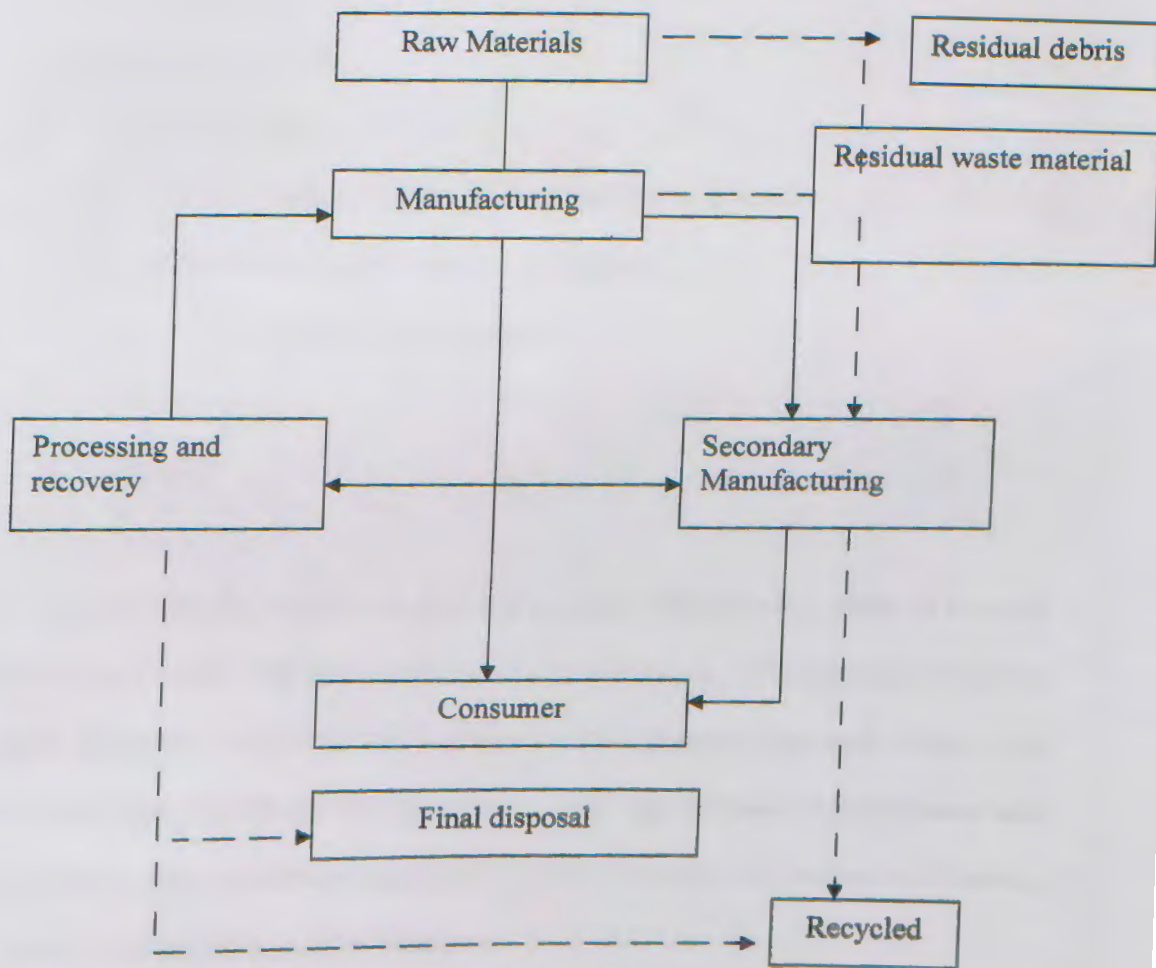 Raw Materials
Residual debris
Residual waste material
Manufacturing
Processing and
recovery
Secondary
Manufacturing
Consumer
Final disposal
Recycled